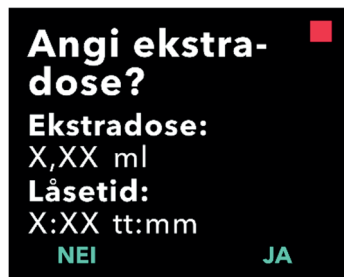 Angi ekstra-
dose?
Ekstradose:
X,XX ml
Låsetid:
X:XX tt:mm
NEI JA